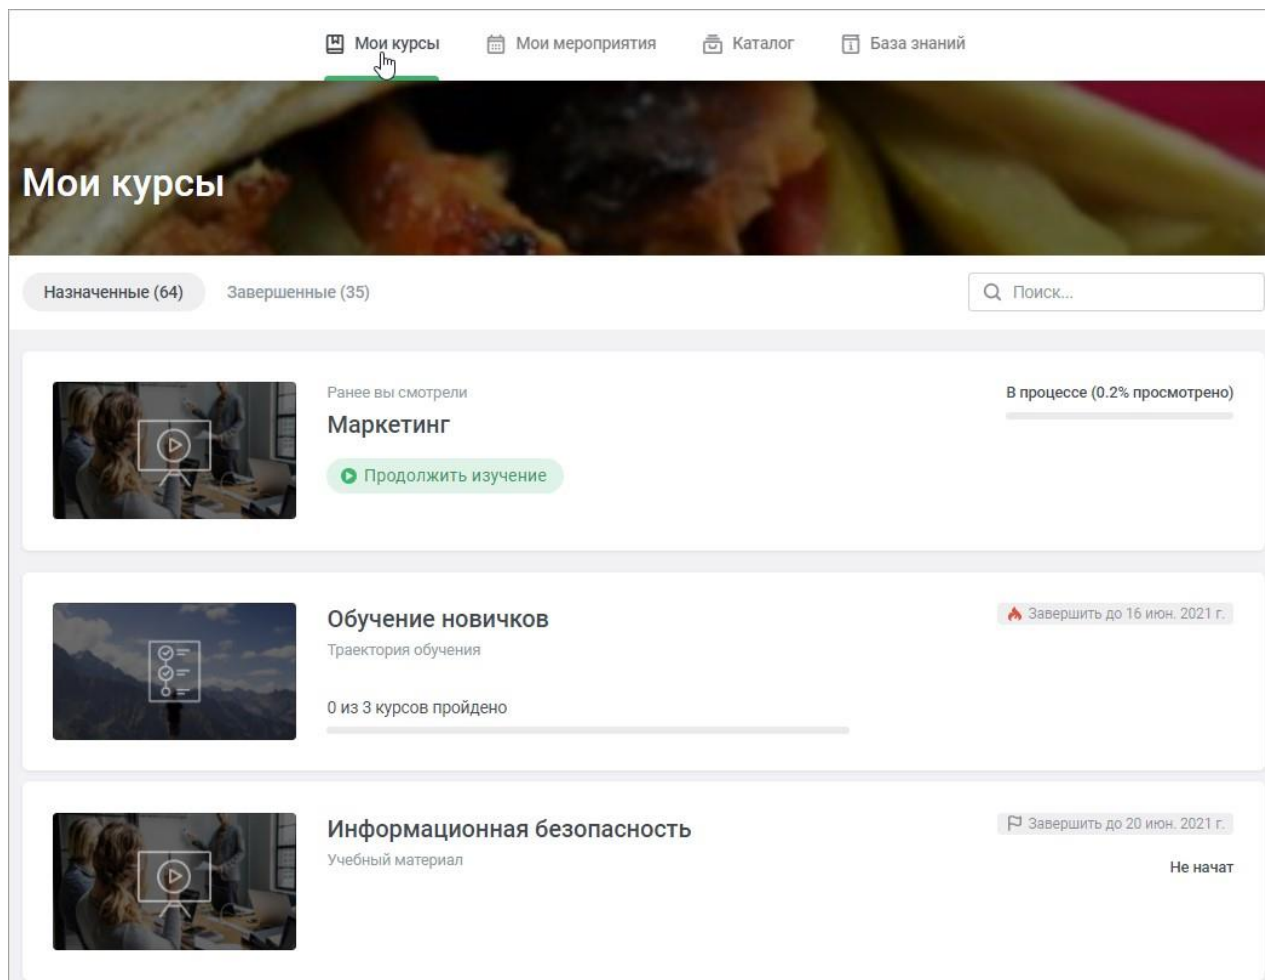 Мои курсы Мои мероприятия Каталог База знаний
Мои курсы
Назначенные (64) Завершенные (35) Поиск...
Ранее вы смотрели В процессе (0.2% просмотрено)
Маркетинг
Продолжить изучение
Обучение новичков Завершить до 16 июн. 2021 г.
Траектория обучения
0 из 3 курсов пройдено
Информационная безопасность Завершить до 20 июн. 2021 г.
Учебный материал Не начат